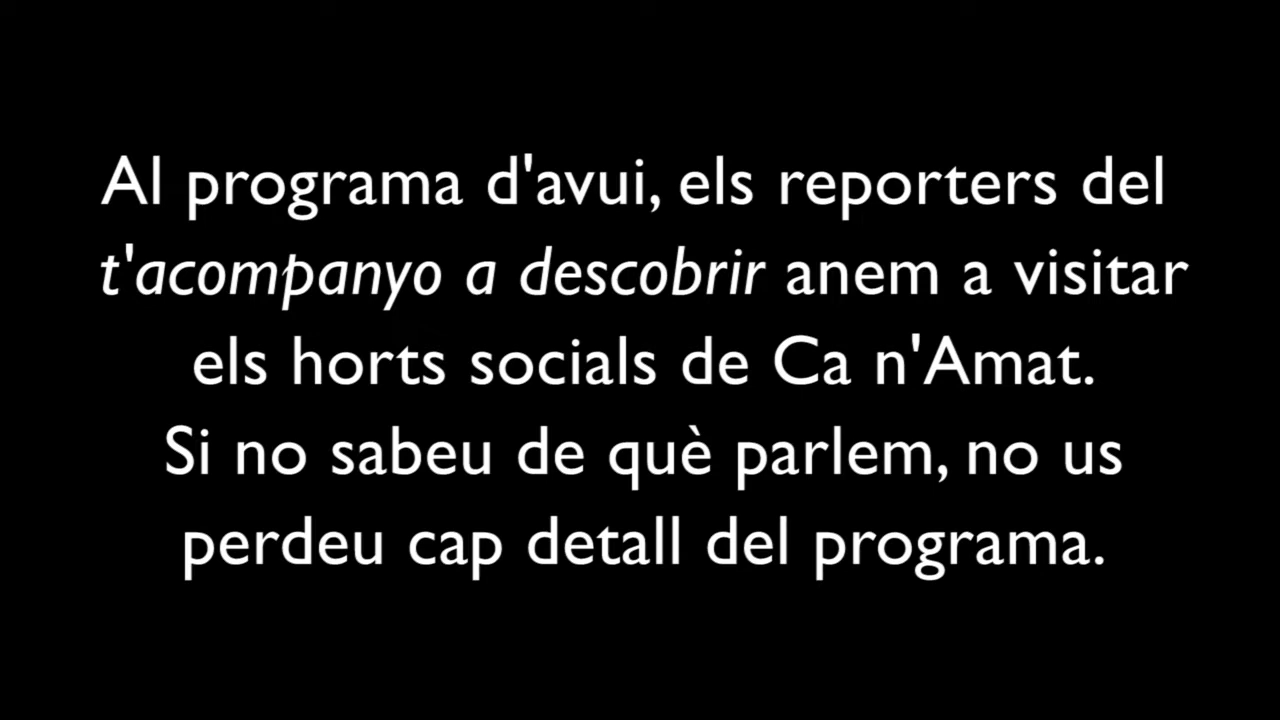 Al programa d'avui, els reporters del
t'acompanyo a descobrir anem a visitar
els horts socials de Ca n'Amat.
Si no sabeu de què parlem, no us
perdeu cap detall del programa.